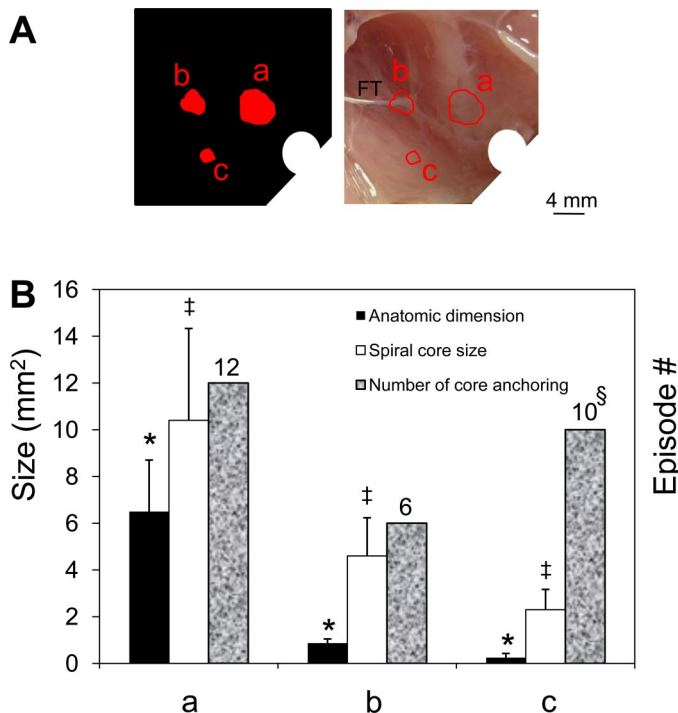 A
b
a
c
FT
b
a
c
4 mm
B
Size (mm²)
16
14
12
10
8
6
4
2
0
Anatomic dimension
Spiral core size
Number of core anchoring
*
‡
12
*
‡
6
*
‡
10§
a
b
c
Episode #